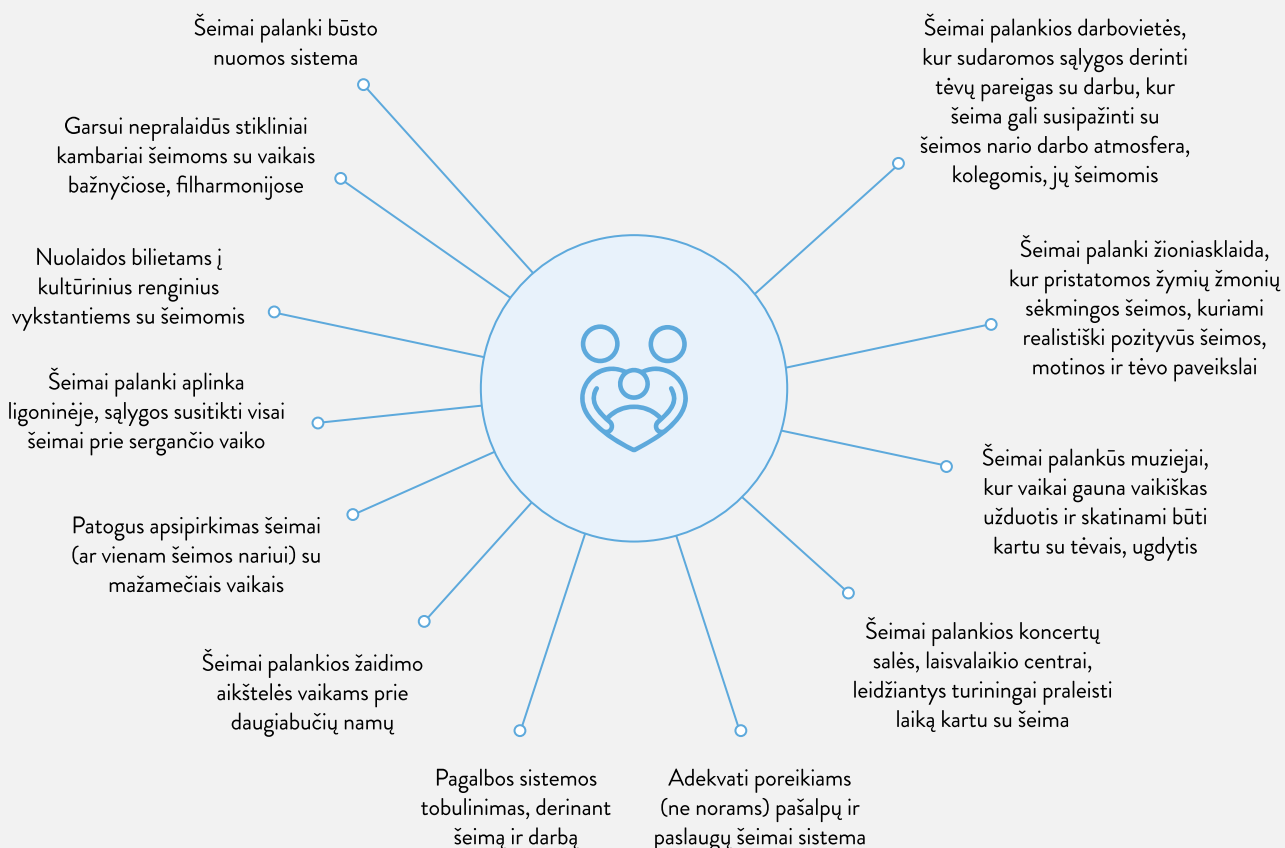 Šeimai palanki būsto
nuomos sistema
Garsui nepralaidūs stikliniai
kambariai šeimoms su vaikais
bažnyčiose, filharmonijose
Nuolaidos bilietams į
kultūrinius renginius
vykstantiems su šeimomis
Šeimai palanki aplinka
ligoninėje, sąlygos susitikti visai
šeimai prie sergančio vaiko
Patogus apsipirkimas šeimai
(ar vienam šeimos nariui) su
mažamečiais vaikais
Šeimai palankios žaidimo
aikštelės vaikams prie
daugiabučių namų
Pagalbos sistemos
tobulinimas, derinant
šeimą ir darbą
Adekvati poreikiams
(ne norams) pašalpų ir
paslaugų šeimai sistema
Šeimai palankios koncertų
salės, laisvalaikio centrai,
leidžiantys turiningai praleisti
laiką kartu su šeima
Šeimai palankūs muziejai,
kur vaikai gauna vaikiškas
užduotis ir skatinami būti
kartu su tėvais, ugdytis
Šeimai palanki žioniasklaida,
kur pristatomos žymių žmonių
sėkmingos šeimos, kuriami
realistiški pozityvūs šeimos,
motinos ir tėvo paveikslai
Šeimai palankios darbovietės,
kur sudaromos sąlygos derinti
tėvų pareigas su darbu, kur
šeima gali susipažinti su
šeimos nario darbo atmosfera,
kolegomis, jų šeimomis